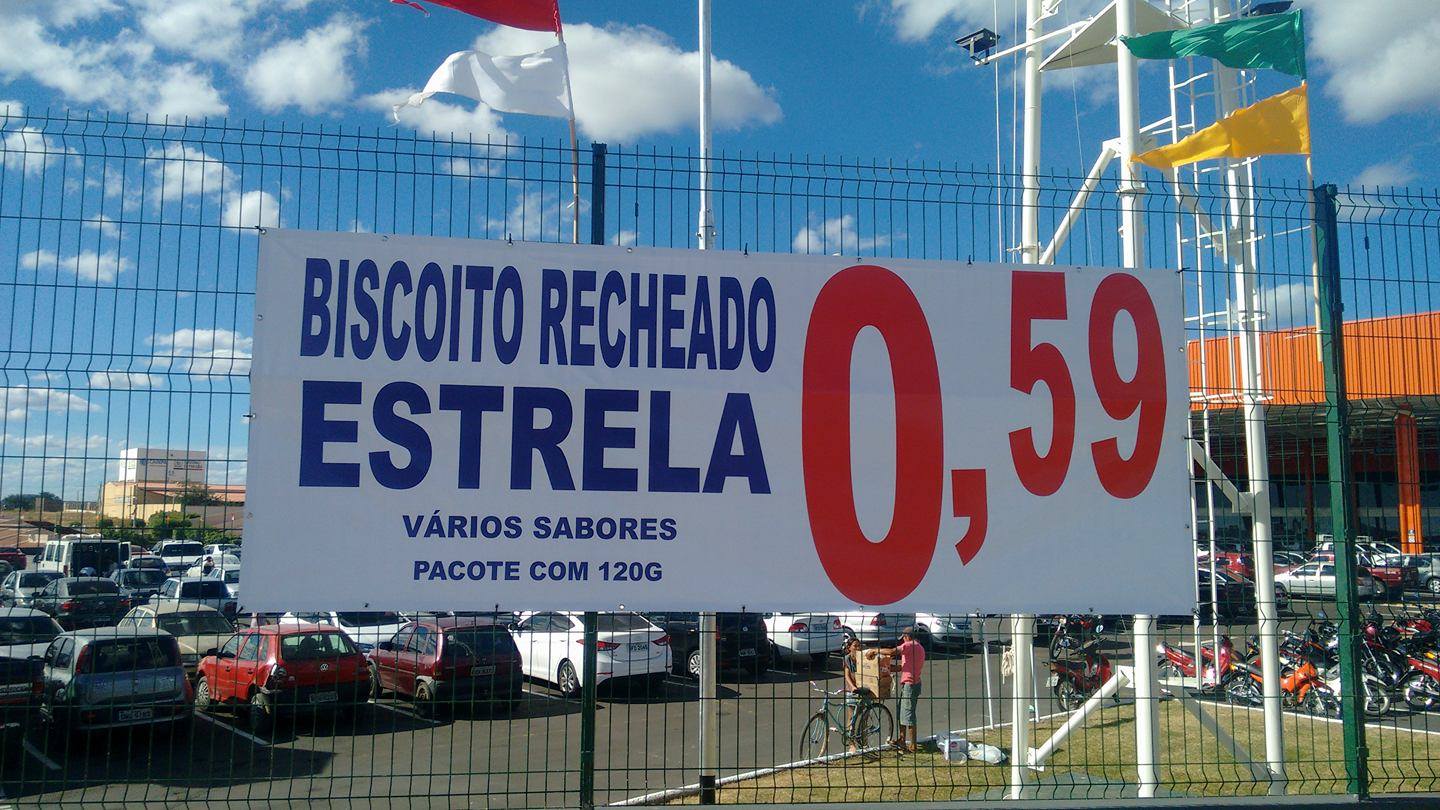 BISCOITO RECHEADO
ESTRELA
VÁRIOS SABORES
PACOTE COM 120G
0,59